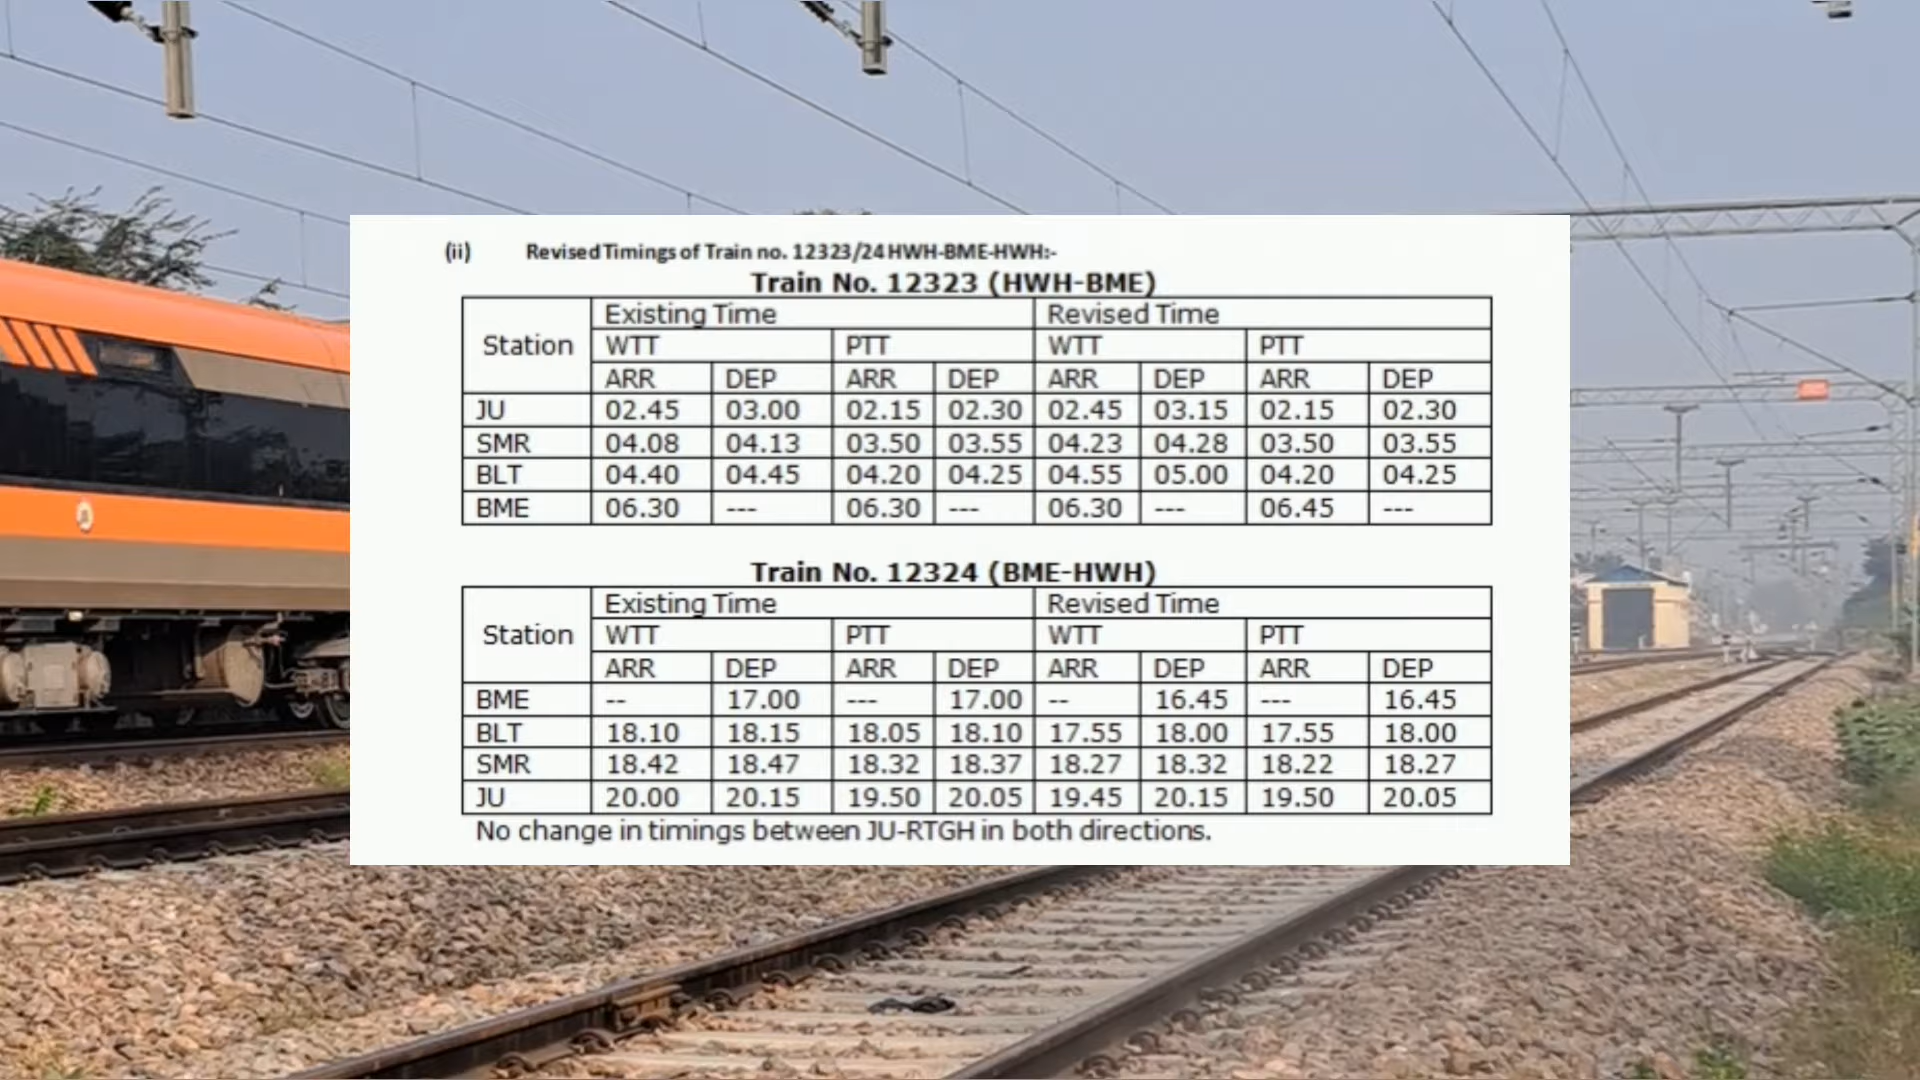 (ii) Revised Timings of Train no. 12323/24 HWH-BME-HWH:-
Train No. 12323 (HWH-BME)
Station Existing Time Revised Time
WTT PTT WTT PTT
ARR DEP ARR DEP ARR DEP ARR DEP
JU 02.45 03.00 02.15 02.30 02.45 03.15 02.15 02.30
SMR 04.08 04.13 03.50 03.55 04.23 04.28 03.50 03.55
BLT 04.40 04.45 04.20 04.25 04.55 05.00 04.20 04.25
BME 06.30 --- 06.30 --- 06.30 --- 06.45 ---
Train No. 12324 (BME-HWH)
Station Existing Time Revised Time
WTT PTT WTT PTT
ARR DEP ARR DEP ARR DEP ARR DEP
BME -- 17.00 --- 17.00 -- 16.45 --- 16.45
BLT 18.10 18.15 18.05 18.10 17.55 18.00 17.55 18.00
SMR 18.42 18.47 18.32 18.37 18.27 18.32 18.22 18.27
JU 20.00 20.15 19.50 20.05 19.45 20.15 19.50 20.05
No change in timings between JU-RTGH in both directions.